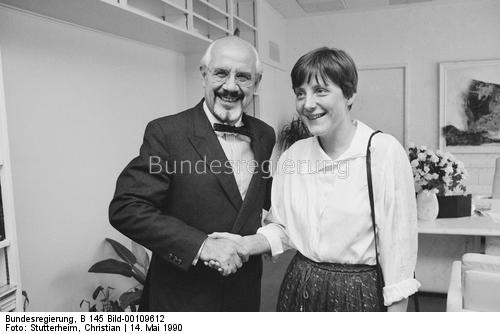 Bundesregierung
Bundesregierung, B 145 Bild-00109612
Foto: Stutterheim, Christian | 14. Mai 1990